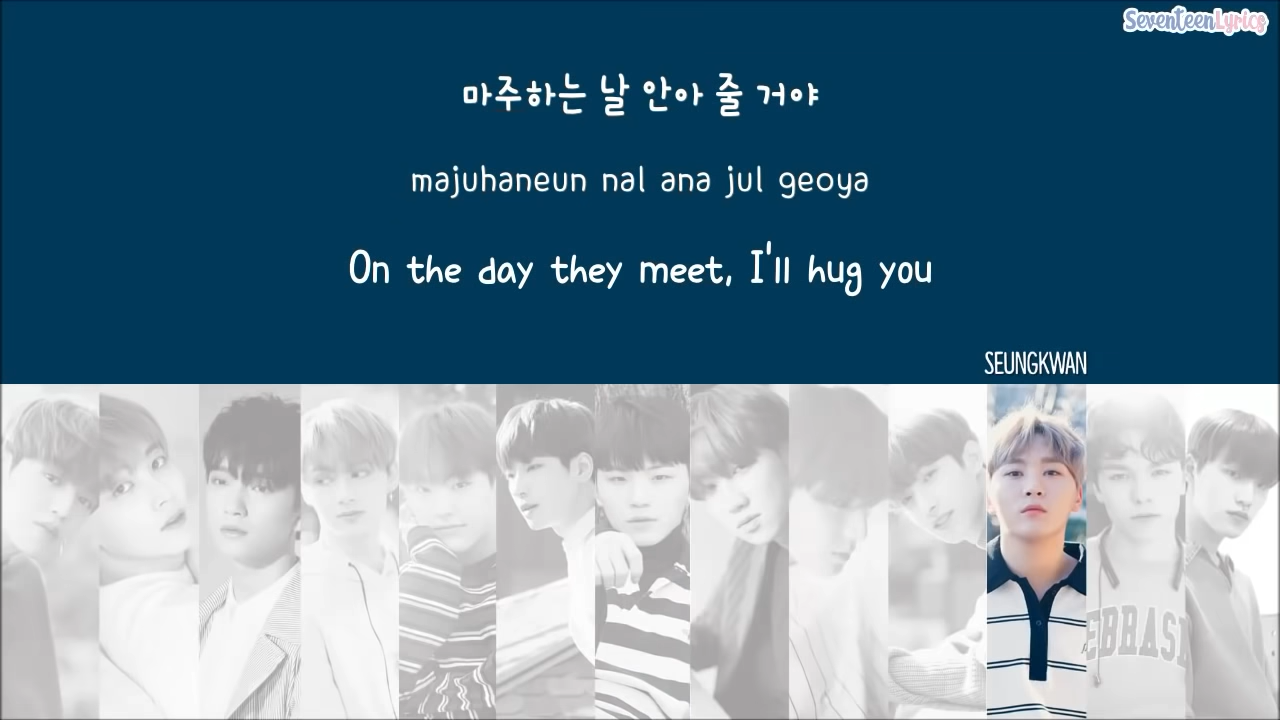 SeventeenLyrics
마주하는 날 안아 줄 거야
majuhaneun nal ana jul geoya
On the day they meet, I'll hug you
SEUNGKWAN
EBRAS